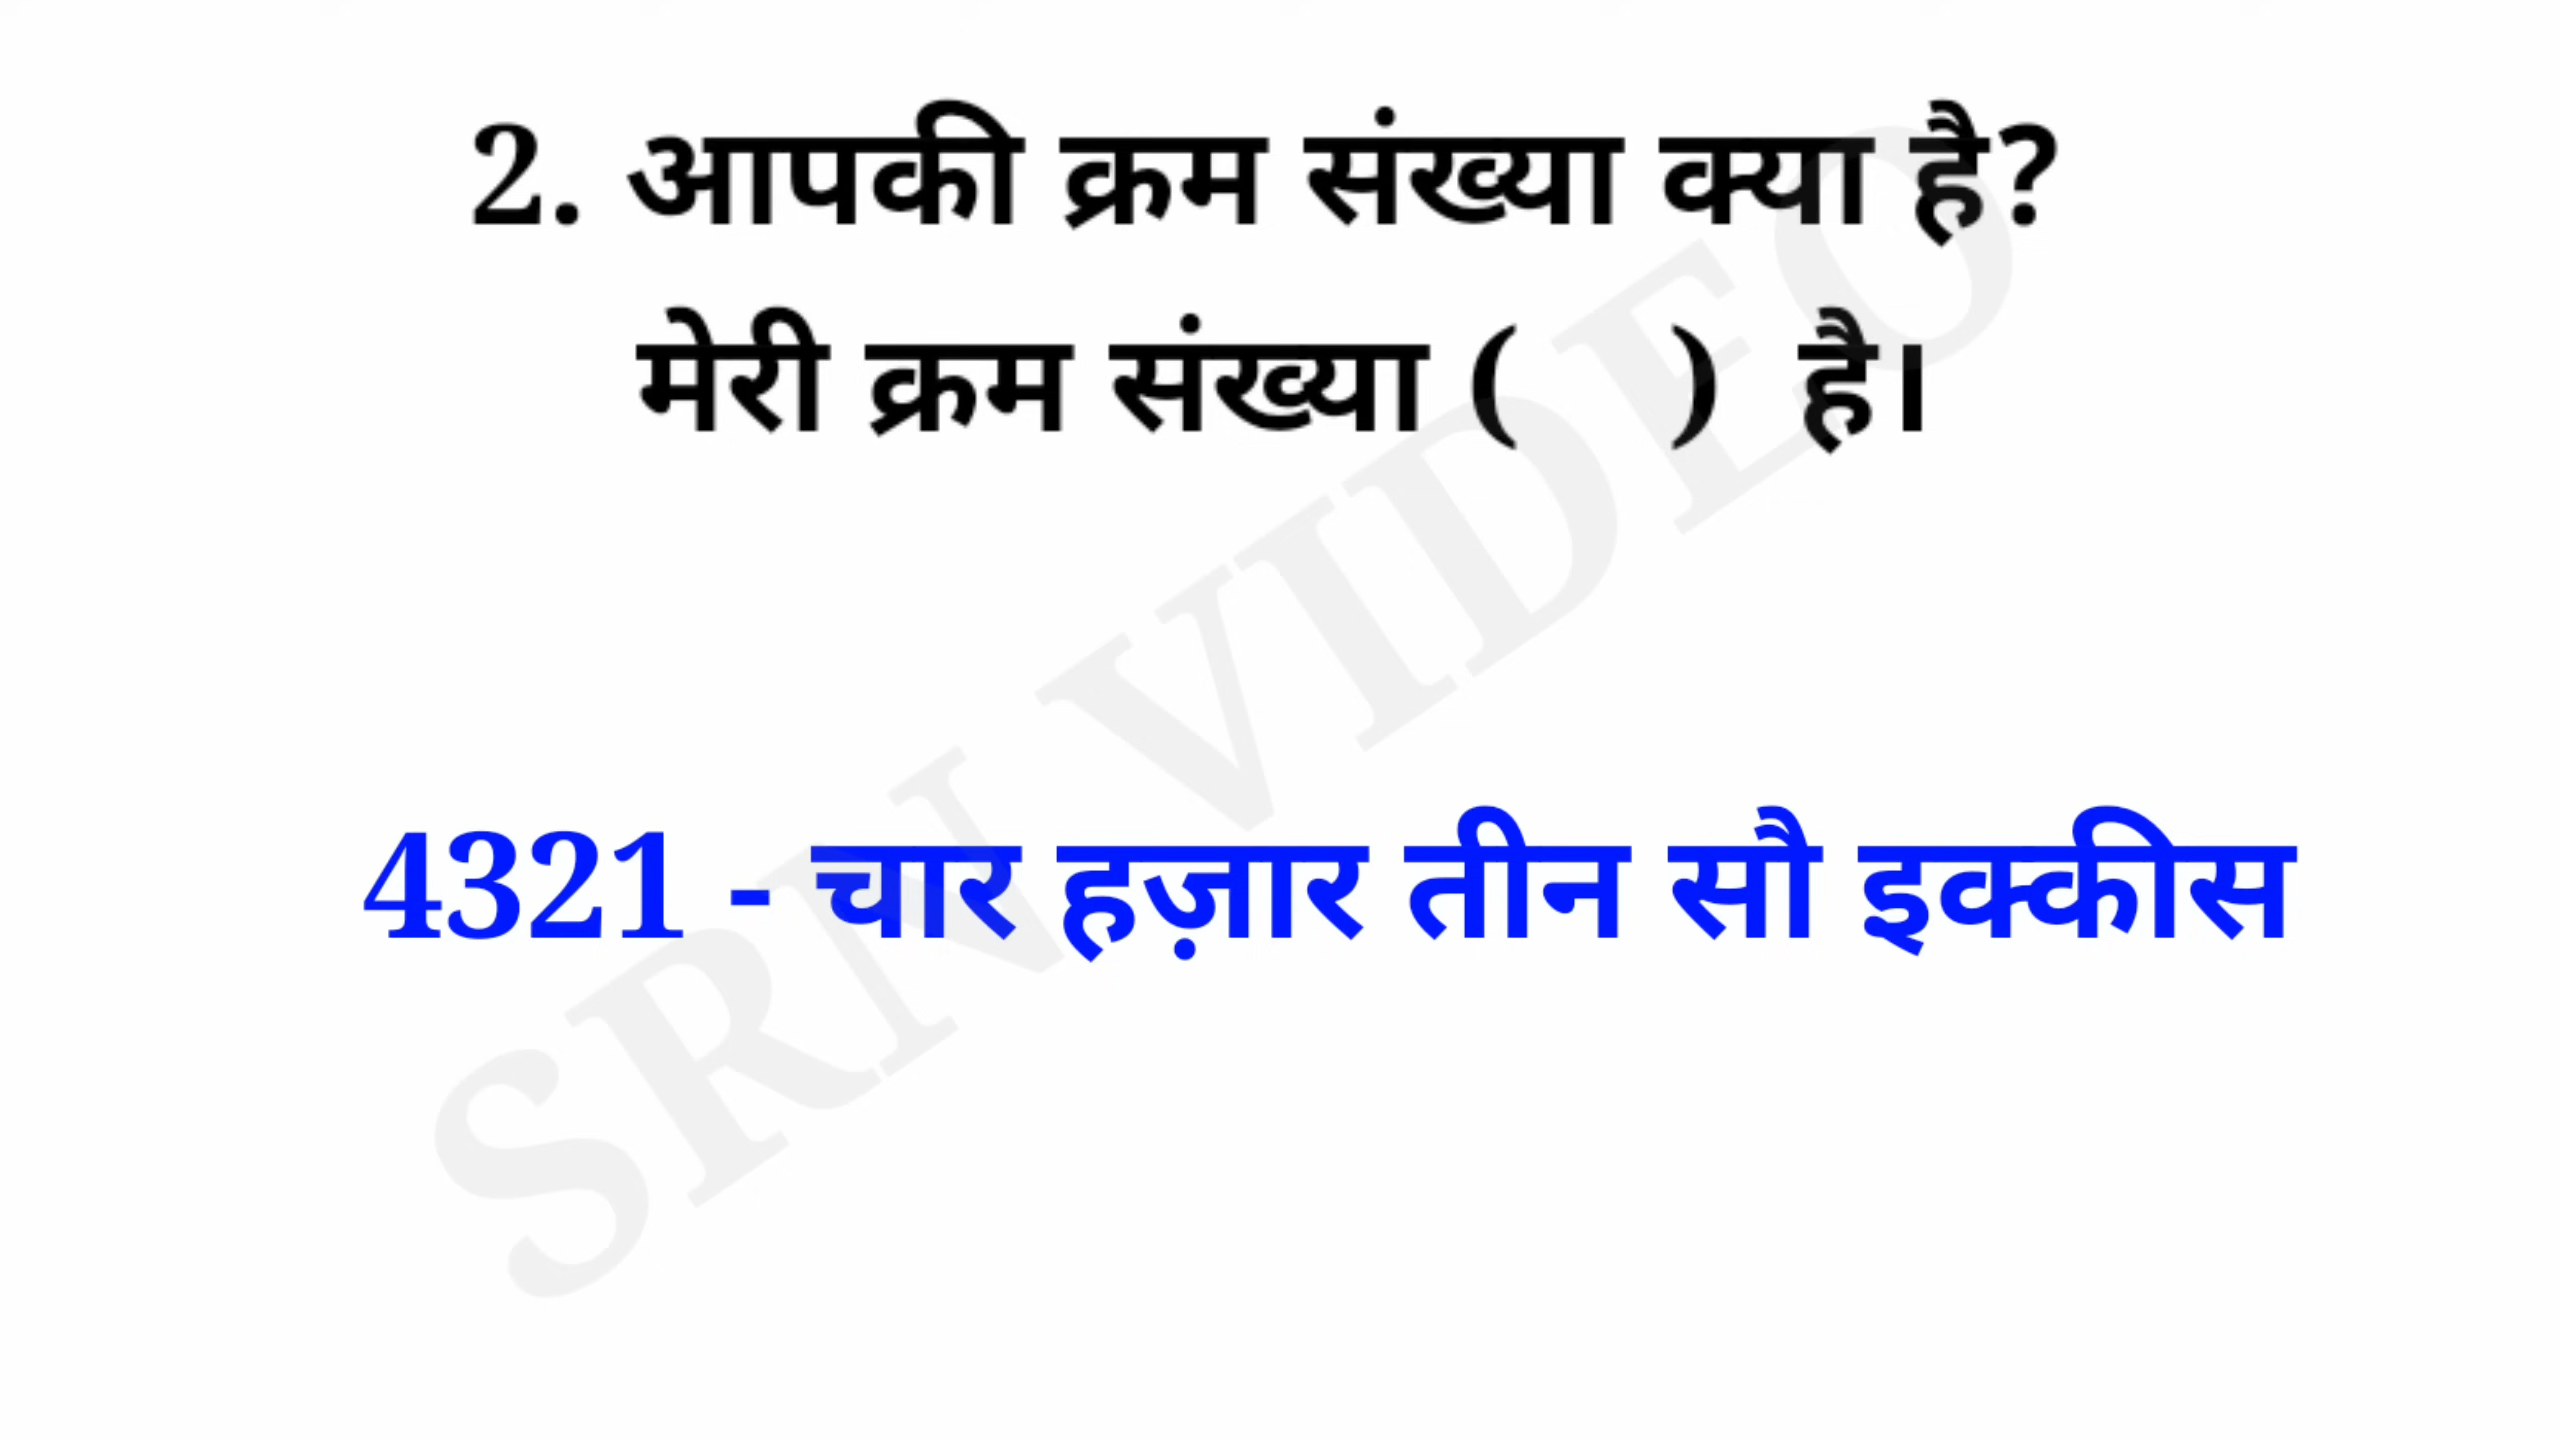 2. आपकी क्रम संख्या क्या है?
मेरी क्रम संख्या (    ) है।
4321 - चार हज़ार तीन सौ इक्कीस
SRN VIDEO